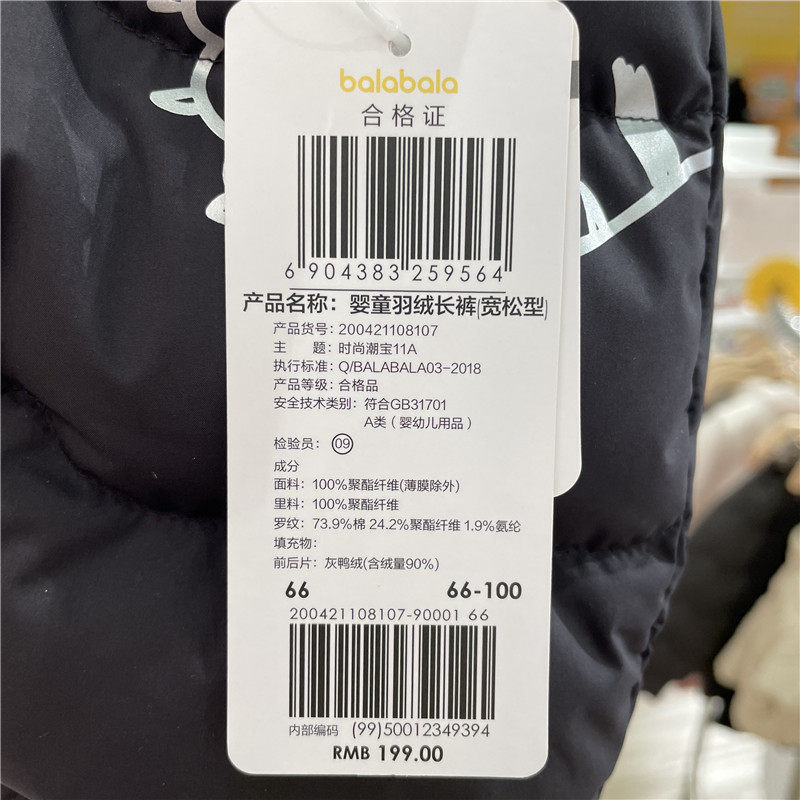 balabala
合格证
6 904383 259564
产品名称：婴童羽绒长裤(宽松型)
产品货号：200421108107
主 题：时尚潮宝11A
执行标准：Q/BALABALA03-2018
产品等级：合格品
安全技术类别：符合GB31701
A类（婴幼儿用品）
检验员：09
成分
面料：100%聚酯纤维(薄膜除外)
里料：100%聚酯纤维
罗纹：73.9%棉 24.2%聚酯纤维 1.9%氨纶
填充物：
前后片：灰鸭绒(含绒量90%)
66 66-100
200421108107-90001 66
内部编码 (99)50012349394
RMB 199.00